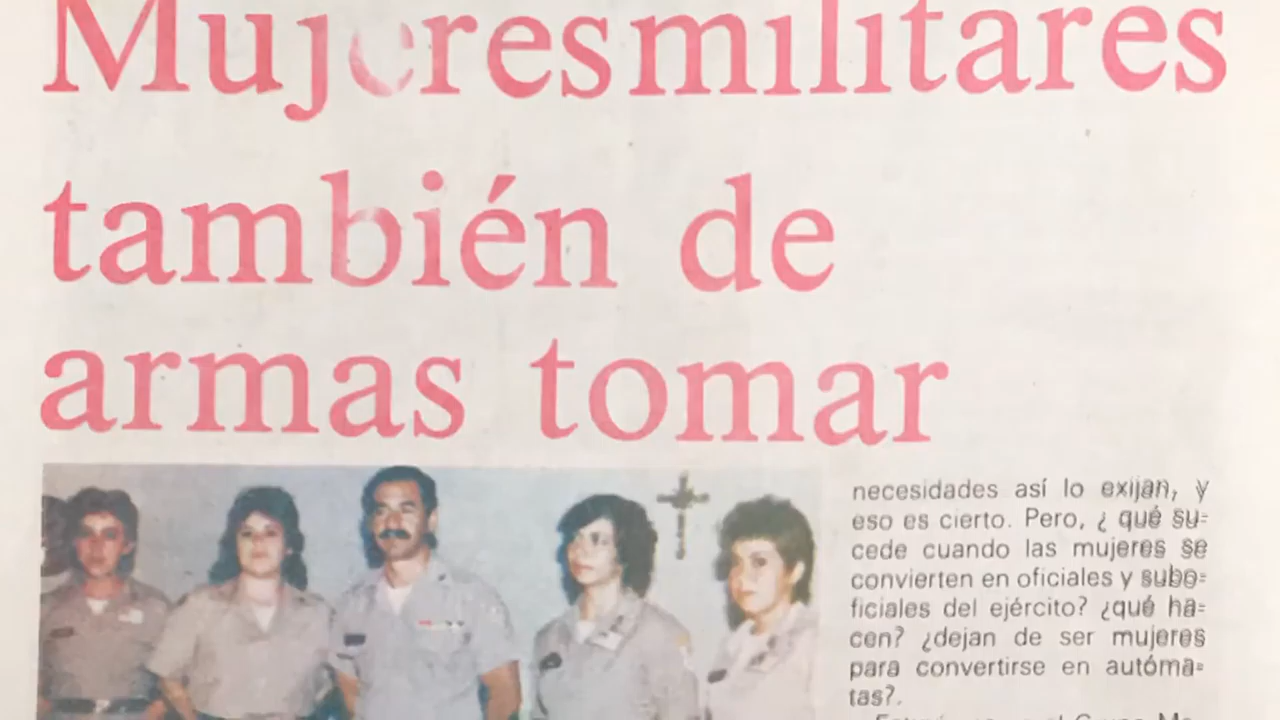 Mujeres militares
también de
armas tomar
necesidades así lo exijan, y
eso es cierto. Pero, ¿ qué su-
cede cuando las mujeres se
convierten en oficiales y subo-
ficiales del ejército? ¿qué ha-
cen? ¿dejan de ser mujeres
para convertirse en autóma-
tas?.